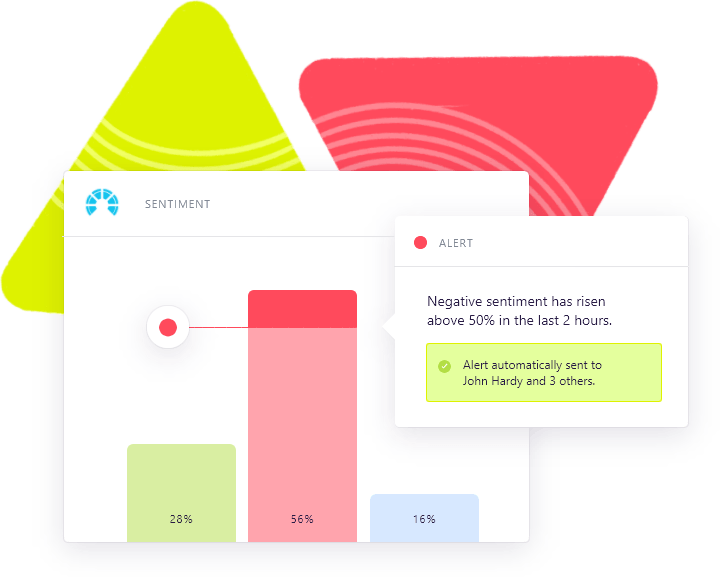 SENTIMENT
ALERT
Negative sentiment has risen
above 50% in the last 2 hours.
Alert automatically sent to
John Hardy and 3 others.
28%
56%
16%